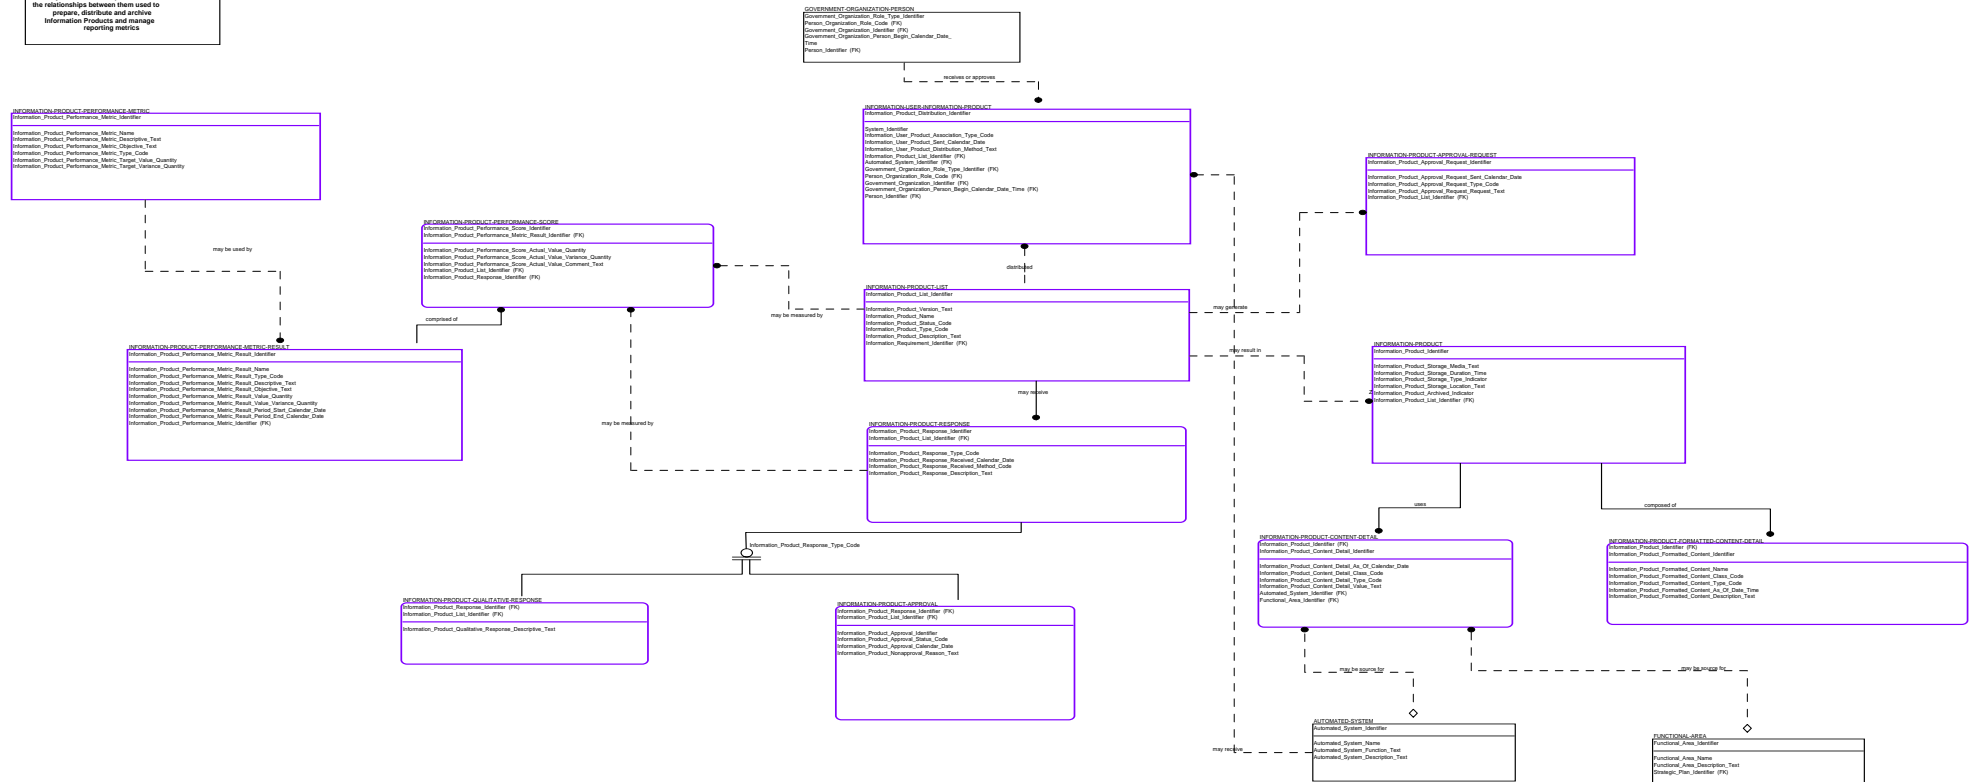 the relationships between them used to
prepare, distribute and archive
Information Products and manage
reporting metrics
GOVERNMENT-ORGANIZATION-PERSON
Government_Organization_Role_Type_Identifier
Person_Organization_Role_Code (FK)
Government_Organization_Identifier (FK)
Government_Organization_Person_Begin_Calendar_Date_
Time
Person_Identifier (FK)
receives or approves
INFORMATION-PRODUCT-PERFORMANCE-METRIC
Information_Product_Performance_Metric_Identifier
Information_Product_Performance_Metric_Name
Information_Product_Performance_Metric_Descriptive_Text
Information_Product_Performance_Metric_Objective_Text
Information_Product_Performance_Metric_Type_Code
Information_Product_Performance_Metric_Target_Value_Quantity
Information_Product_Performance_Metric_Target_Variance_Quantity
may be used by
INFORMATION-USER-INFORMATION-PRODUCT
Information_Product_Distribution_Identifier
System_Identifier
Information_User_Product_Association_Type_Code
Information_User_Product_Sent_Calendar_Date
Information_User_Product_Distribution_Method_Text
Information_Product_List_Identifier (FK)
Automated_System_Identifier (FK)
Government_Organization_Role_Type_Identifier (FK)
Person_Organization_Role_Code (FK)
Government_Organization_Identifier (FK)
Government_Organization_Person_Begin_Calendar_Date_Time (FK)
Person_Identifier (FK)
distributed
INFORMATION-PRODUCT-APPROVAL-REQUEST
Information_Product_Approval_Request_Identifier
Information_Product_Approval_Request_Sent_Calendar_Date
Information_Product_Approval_Request_Type_Code
Information_Product_Approval_Request_Request_Text
Information_Product_List_Identifier (FK)
INFORMATION-PRODUCT-PERFORMANCE-SCORE
Information_Product_Performance_Score_Identifier
Information_Product_Performance_Metric_Result_Identifier (FK)
Information_Product_Performance_Score_Actual_Value_Quantity
Information_Product_Performance_Score_Actual_Value_Variance_Quantity
Information_Product_Performance_Score_Actual_Value_Comment_Text
Information_Product_List_Identifier (FK)
Information_Product_Response_Identifier (FK)
comprised of
may be measured by
INFORMATION-PRODUCT-LIST
Information_Product_List_Identifier
Information_Product_Version_Text
Information_Product_Name
Information_Product_Status_Code
Information_Product_Type_Code
Information_Product_Description_Text
Information_Requirement_Identifier (FK)
may generate
may result in
may receive
INFORMATION-PRODUCT-PERFORMANCE-METRIC-RESULT
Information_Product_Performance_Metric_Result_Identifier
Information_Product_Performance_Metric_Result_Name
Information_Product_Performance_Metric_Result_Type_Code
Information_Product_Performance_Metric_Result_Descriptive_Text
Information_Product_Performance_Metric_Result_Objective_Text
Information_Product_Performance_Metric_Result_Value_Quantity
Information_Product_Performance_Metric_Result_Value_Variance_Quantity
Information_Product_Performance_Metric_Result_Period_Start_Calendar_Date
Information_Product_Performance_Metric_Result_Period_End_Calendar_Date
Information_Product_Performance_Metric_Identifier (FK)
INFORMATION-PRODUCT
Information_Product_Identifier
Information_Product_Storage_Media_Text
Information_Product_Storage_Duration_Time
Information_Product_Storage_Type_Indicator
Information_Product_Storage_Location_Text
Information_Product_Archived_Indicator
Information_Product_List_Identifier (FK)
Z
may be measured by
INFORMATION-PRODUCT-RESPONSE
Information_Product_Response_Identifier
Information_Product_List_Identifier (FK)
Information_Product_Response_Type_Code
Information_Product_Response_Received_Calendar_Date
Information_Product_Response_Received_Method_Code
Information_Product_Response_Description_Text
uses
composed of
Information_Product_Response_Type_Code
INFORMATION-PRODUCT-CONTENT-DETAIL
Information_Product_Identifier (FK)
Information_Product_Content_Detail_Identifier
Information_Product_Content_Detail_As_Of_Calendar_Date
Information_Product_Content_Detail_Class_Code
Information_Product_Content_Detail_Type_Code
Information_Product_Content_Detail_Value_Text
Automated_System_Identifier (FK)
Functional_Area_Identifier (FK)
INFORMATION-PRODUCT-FORMATTED-CONTENT-DETAIL
Information_Product_Identifier (FK)
Information_Product_Formatted_Content_Identifier
Information_Product_Formatted_Content_Name
Information_Product_Formatted_Content_Class_Code
Information_Product_Formatted_Content_Type_Code
Information_Product_Formatted_Content_As_Of_Date_Time
Information_Product_Formatted_Content_Description_Text
INFORMATION-PRODUCT-QUALITATIVE-RESPONSE
Information_Product_Response_Identifier (FK)
Information_Product_List_Identifier (FK)
Information_Product_Qualitative_Response_Descriptive_Text
INFORMATION-PRODUCT-APPROVAL
Information_Product_Response_Identifier (FK)
Information_Product_List_Identifier (FK)
Information_Product_Approval_Identifier
Information_Product_Approval_Status_Code
Information_Product_Approval_Calendar_Date
Information_Product_Nonapproval_Reason_Text
may be source for
may be source for
may receive
AUTOMATED-SYSTEM
Automated_System_Identifier
Automated_System_Name
Automated_System_Function_Text
Automated_System_Description_Text
FUNCTIONAL-AREA
Functional_Area_Identifier
Functional_Area_Name
Functional_Area_Description_Text
Strategic_Plan_Identifier (FK)